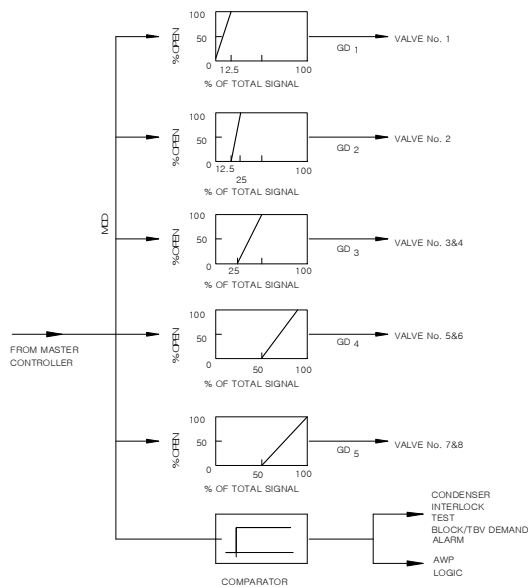 100
%OPEN
50
0
12.5
100
% OF TOTAL SIGNAL
GD 1
VALVE No. 1
100
%OPEN
50
0
12.5
25
100
% OF TOTAL SIGNAL
GD 2
VALVE No. 2
MCD
100
%OPEN
50
0
25
100
% OF TOTAL SIGNAL
GD 3
VALVE No. 3&4
FROM MASTER
CONTROLLER
100
%OPEN
50
0
50
100
% OF TOTAL SIGNAL
GD 4
VALVE No. 5&6
100
%OPEN
50
0
50
100
% OF TOTAL SIGNAL
GD 5
VALVE No. 7&8
COMPARATOR
CONDENSER
INTERLOCK
TEST
BLOCK/TBV DEMAND
ALARM
AWP
LOGIC